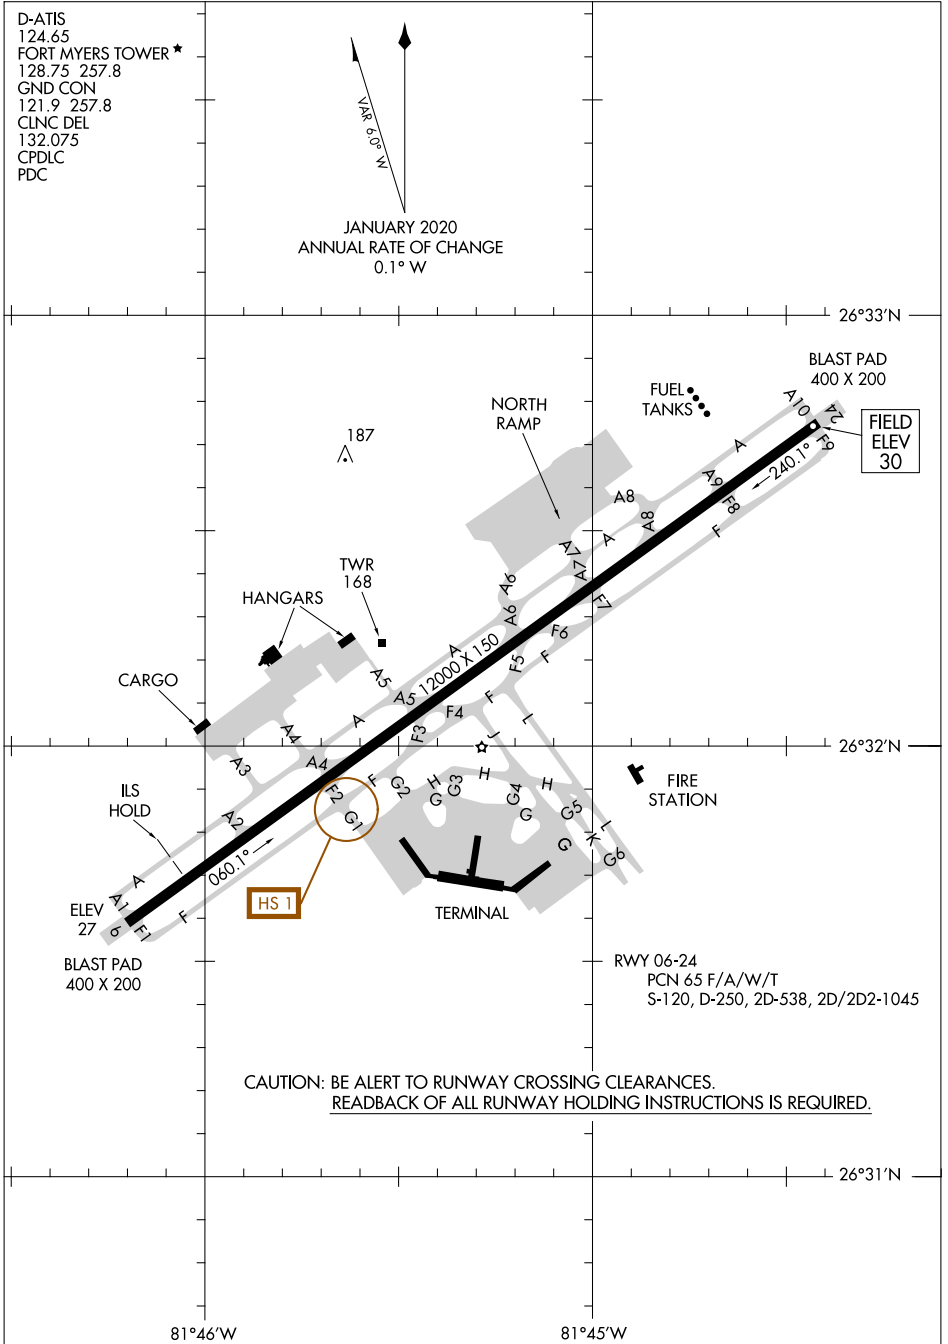 D-ATIS
124.65
FORT MYERS TOWER ★
128.75 257.8
GND CON
121.9 257.8
CLNC DEL
132.075
CPDLC
PDC
VAR 6.0° W
JANUARY 2020
ANNUAL RATE OF CHANGE
0.1° W
26°33'N
BLAST PAD
400 X 200
FUEL
TANKS
NORTH
RAMP
A10
24
FIELD
ELEV
30
187
A
F9
240.1°
A9
F8
A8
A8
F
A7
A
A7
TWR
168
A6
HANGARS
A6
F7
F6
A
12000 X 150
F5
F
CARGO
A5
A5
F
L
A
F4
A4
F3
J
26°32'N
A3
A4
H
F
G2
H
G3
H
FIRE
STATION
ILS
HOLD
F2
G
G4
G
G5
L
A2
G1
K
G
G6
060.1°
A
HS 1
TERMINAL
A1
F
ELEV
27
6
F1
BLAST PAD
400 X 200
RWY 06-24
PCN 65 F/A/W/T
S-120, D-250, 2D-538, 2D/2D2-1045
CAUTION: BE ALERT TO RUNWAY CROSSING CLEARANCES.
READBACK OF ALL RUNWAY HOLDING INSTRUCTIONS IS REQUIRED.
26°31'N
81°46'W
81°45'W